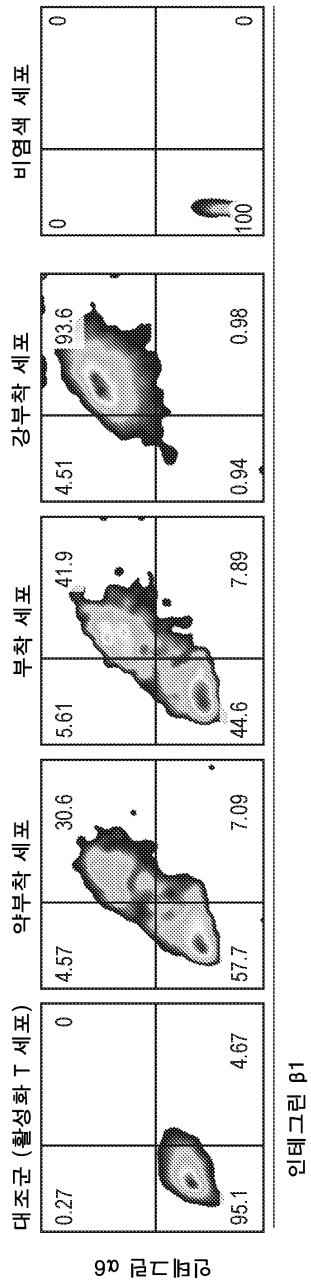 대조군 (활성화 T 세포)
0.27
0
95.1
4.67
약부착 세포
4.57
30.6
57.7
7.09
부착 세포
5.61
41.9
44.6
7.89
강부착 세포
4.51
93.6
0.94
0.98
비염색 세포
0
0
100
0
인테그린 α6
인테그린 β1